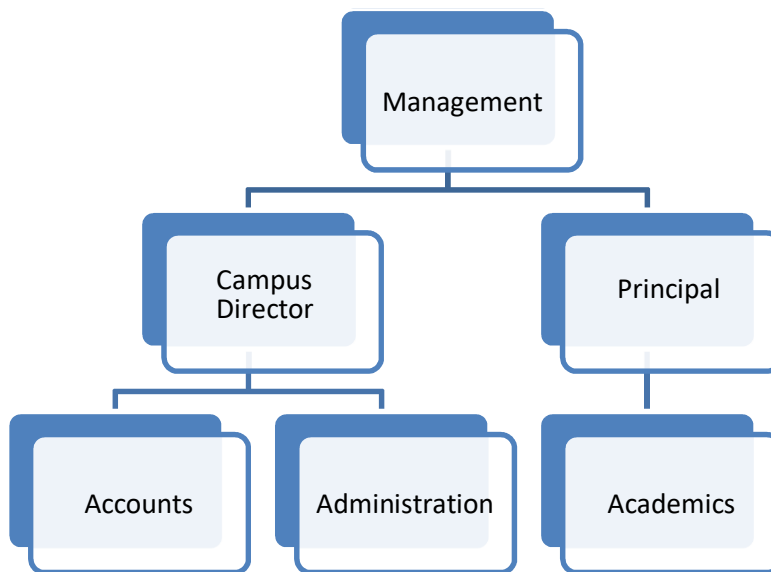 Management
Campus
Director
Principal
Accounts
Administration
Academics